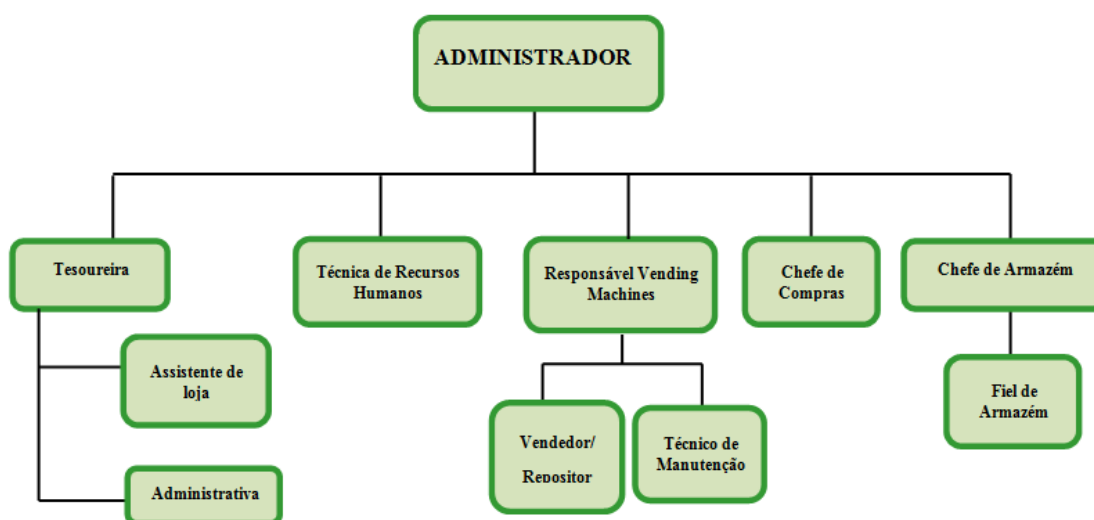 ADMINISTRADOR
Tesoureira
Técnica de Recursos
Humanos
Responsável Vending
Machines
Chefe de
Compras
Chefe de Armazém
Assistente de
loja
Vendedor/
Repositor
Técnico de
Manutenção
Fiel de
Armazém
Administrativa